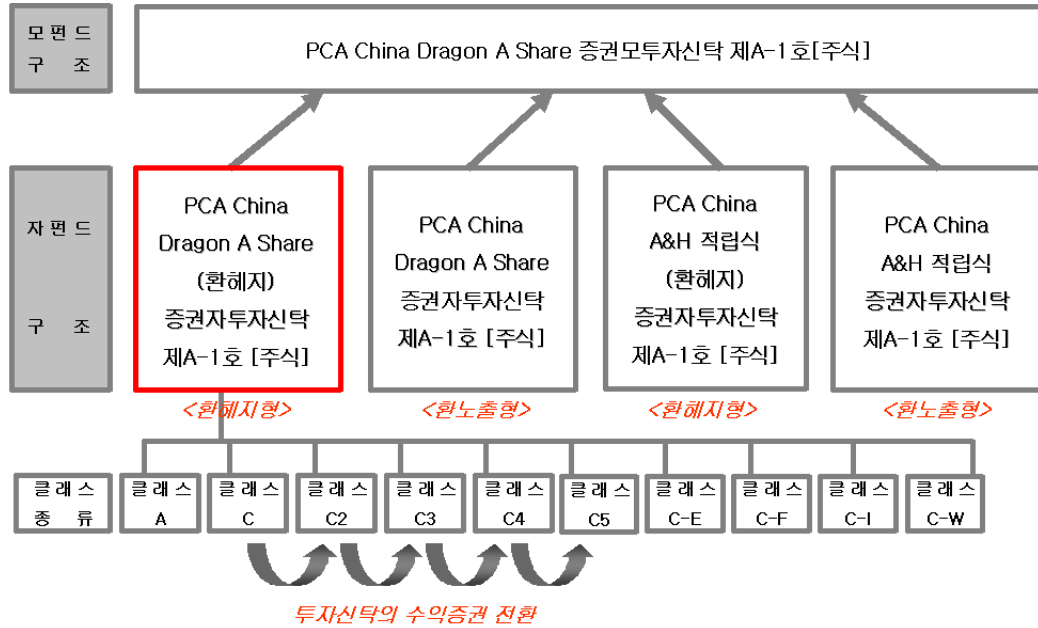 모 펀 드
구 조
PCA China Dragon A Share 증권모투자신탁 제A-1호[주식]
자 펀 드
구 조
PCA China
Dragon A Share
(환헤지)
증권자투자신탁
제A-1호 [주식]
PCA China
Dragon A Share
증권자투자신탁
제A-1호 [주식]
PCA China
A&H 적립식
(환헤지)
증권자투자신탁
제A-1호 [주식]
PCA China
A&H 적립식
증권자투자신탁
제A-1호 [주식]
<환헤지형>
<환노출형>
<환헤지형>
<환노출형>
클 래 스
종 류
클 래 스
A
클 래 스
C
클 래 스
C2
클 래 스
C3
클 래 스
C4
클 래 스
C5
클 래 스
C-E
클 래 스
C-F
클 래 스
C-I
클 래 스
C-W
투자신탁의 수익증권 전환